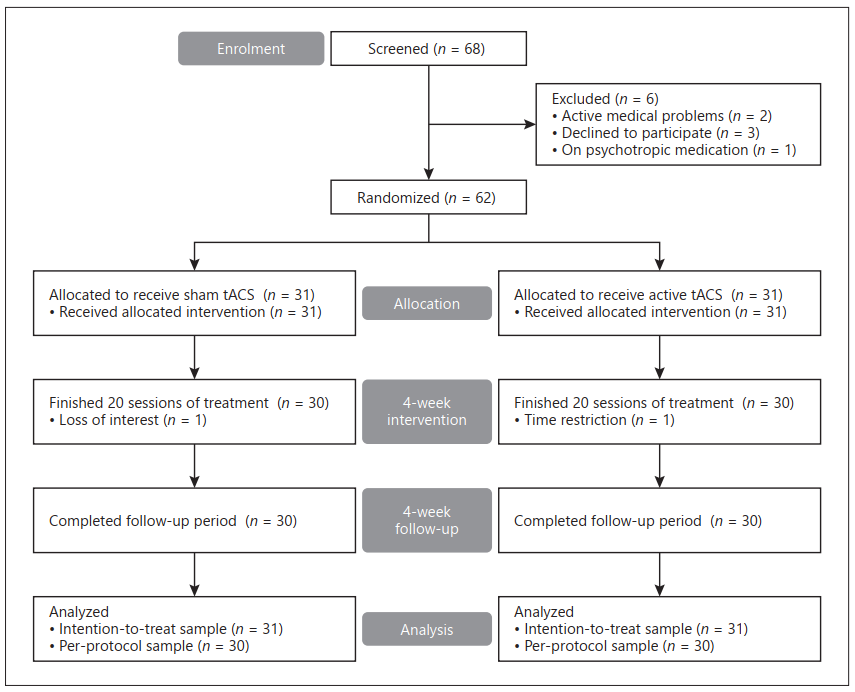 Enrolment
Screened (n = 68)
Excluded (n = 6)
• Active medical problems (n = 2)
• Declined to participate (n = 3)
• On psychotropic medication (n = 1)
Randomized (n = 62)
Allocated to receive sham tACS (n = 31)
• Received allocated intervention (n = 31)
Allocation
Allocated to receive active tACS (n = 31)
• Received allocated intervention (n = 31)
Finished 20 sessions of treatment (n = 30)
• Loss of interest (n = 1)
4-week
intervention
Finished 20 sessions of treatment (n = 30)
• Time restriction (n = 1)
Completed follow-up period (n = 30)
4-week
follow-up
Completed follow-up period (n = 30)
Analyzed
• Intention-to-treat sample (n = 31)
• Per-protocol sample (n = 30)
Analysis
Analyzed
• Intention-to-treat sample (n = 31)
• Per-protocol sample (n = 30)